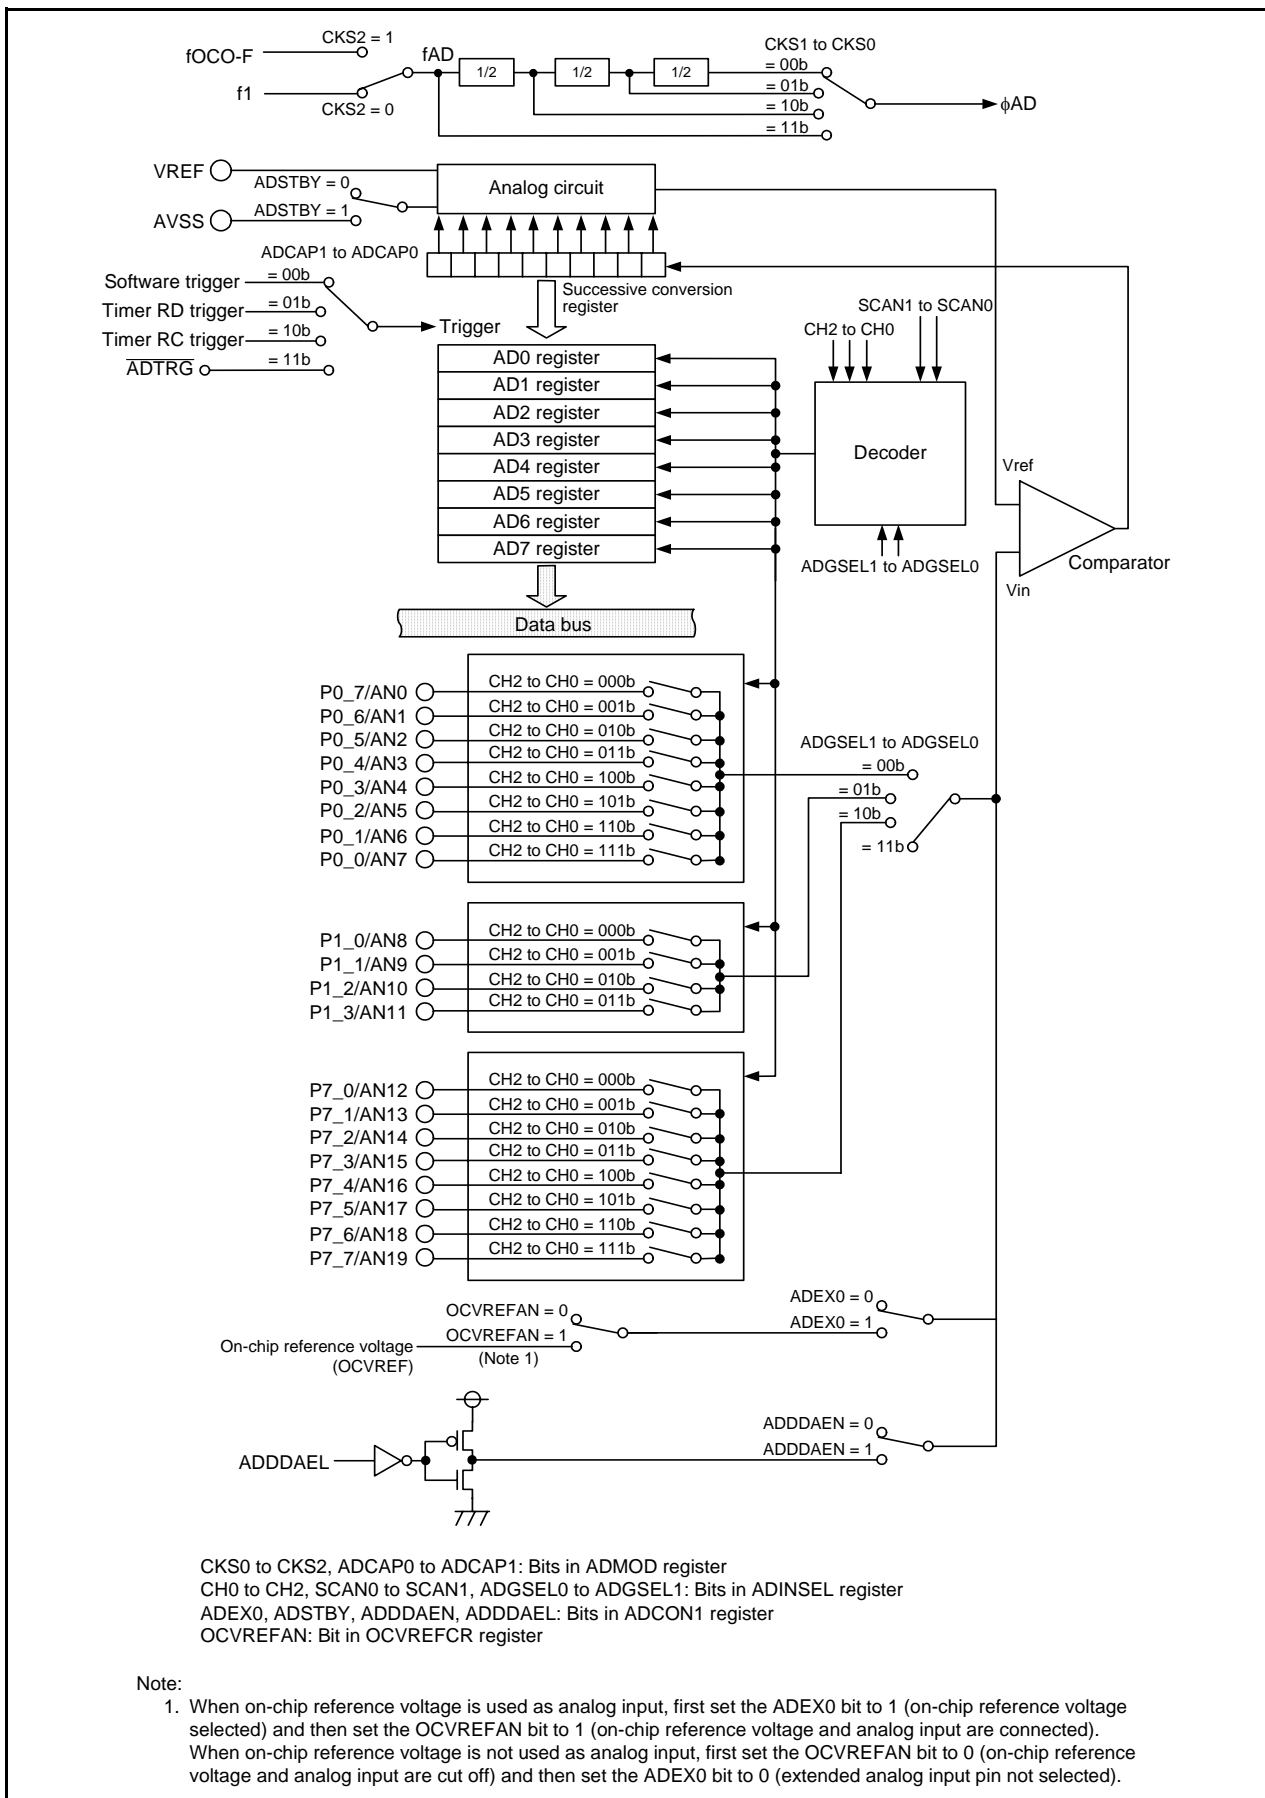 CKS2 = 1
fOCO-F
fAD
CKS1 to CKS0
1/2
1/2
1/2
= 00b
= 01b
f1
CKS2 = 0
= 10b
φAD
= 11b
VREF
ADSTBY = 0
Analog circuit
AVSS
ADSTBY = 1
ADCAP1 to ADCAP0
Software trigger
= 00b
Successive conversion
register
Timer RD trigger
= 01b
Trigger
Timer RC trigger
= 10b
ADTRG
= 11b
SCAN1 to SCAN0
CH2 to CH0
AD0 register
AD1 register
AD2 register
AD3 register
AD4 register
AD5 register
AD6 register
AD7 register
Decoder
Vref
ADGSEL1 to ADGSEL0
Comparator
Vin
Data bus
P0_7/AN0 CH2 to CH0 = 000b
P0_6/AN1 CH2 to CH0 = 001b
P0_5/AN2 CH2 to CH0 = 010b
P0_4/AN3 CH2 to CH0 = 011b
P0_3/AN4 CH2 to CH0 = 100b
P0_2/AN5 CH2 to CH0 = 101b
P0_1/AN6 CH2 to CH0 = 110b
P0_0/AN7 CH2 to CH0 = 111b
ADGSEL1 to ADGSEL0
= 00b
= 01b
= 10b
= 11b
P1_0/AN8 CH2 to CH0 = 000b
P1_1/AN9 CH2 to CH0 = 001b
P1_2/AN10 CH2 to CH0 = 010b
P1_3/AN11 CH2 to CH0 = 011b
P7_0/AN12 CH2 to CH0 = 000b
P7_1/AN13 CH2 to CH0 = 001b
P7_2/AN14 CH2 to CH0 = 010b
P7_3/AN15 CH2 to CH0 = 011b
P7_4/AN16 CH2 to CH0 = 100b
P7_5/AN17 CH2 to CH0 = 101b
P7_6/AN18 CH2 to CH0 = 110b
P7_7/AN19 CH2 to CH0 = 111b
OCVREFAN = 0
ADEX0 = 0
On-chip reference voltage
(OCVREF)
OCVREFAN = 1
(Note 1)
ADEX0 = 1
ADDDAEN = 0
ADDDAEL
ADDDAEN = 1
CKS0 to CKS2, ADCAP0 to ADCAP1: Bits in ADMOD register
CH0 to CH2, SCAN0 to SCAN1, ADGSEL0 to ADGSEL1: Bits in ADINSEL register
ADEX0, ADSTBY, ADDDAEN, ADDDAEL: Bits in ADCON1 register
OCVREFAN: Bit in OCVREFCR register
Note:
1. When on-chip reference voltage is used as analog input, first set the ADEX0 bit to 1 (on-chip reference voltage
selected) and then set the OCVREFAN bit to 1 (on-chip reference voltage and analog input are connected).
When on-chip reference voltage is not used as analog input, first set the OCVREFAN bit to 0 (on-chip reference
voltage and analog input are cut off) and then set the ADEX0 bit to 0 (extended analog input pin not selected).